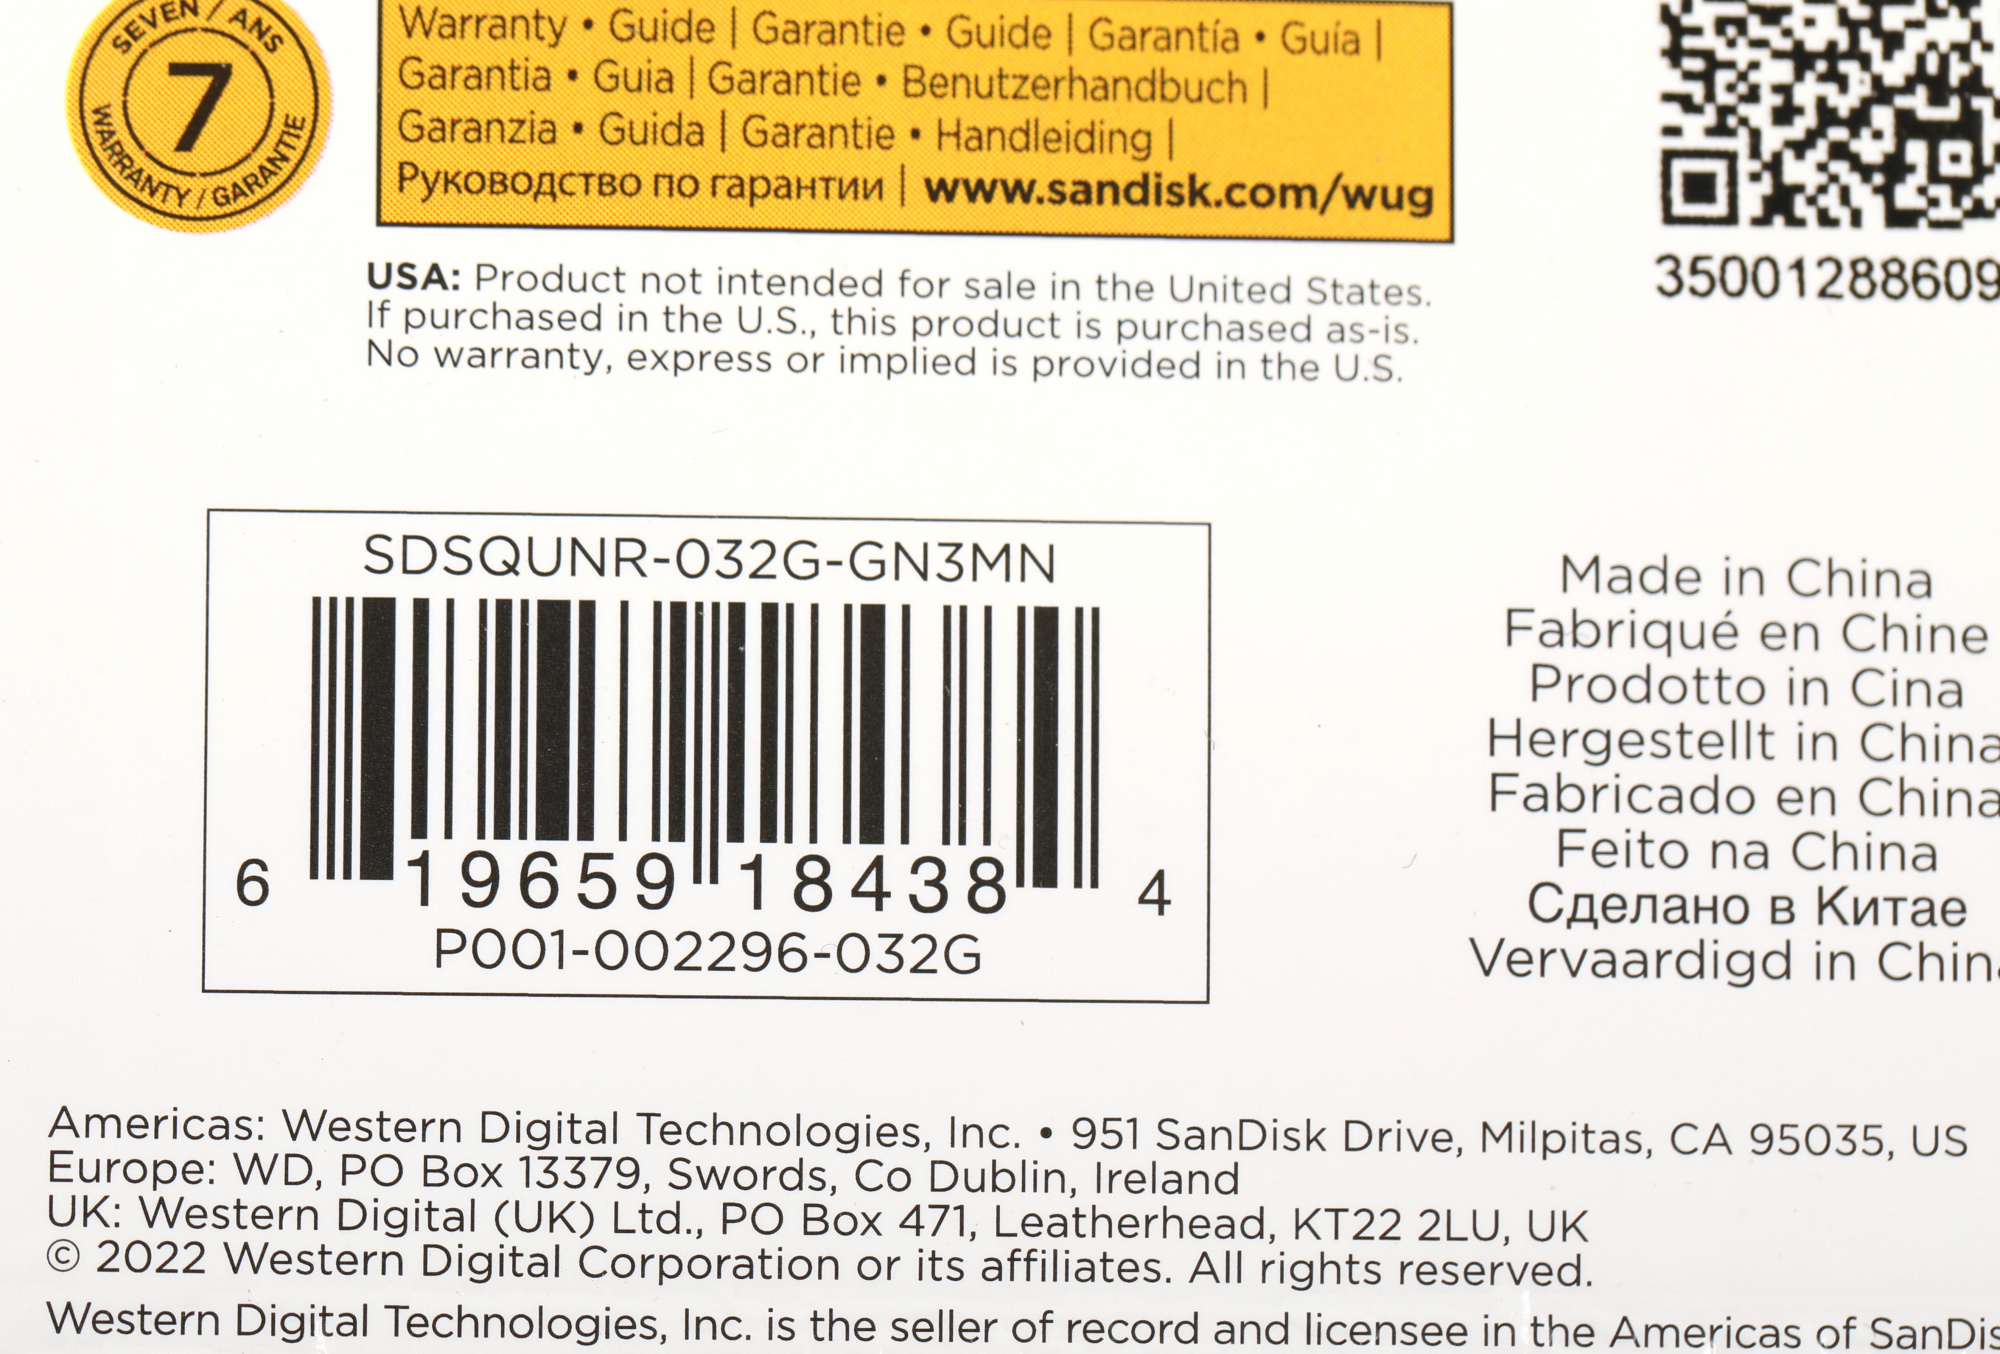 SEVEN / ANS
7
WARRANTY / GARANTIE
Warranty • Guide | Garantie • Guide | Garantía • Guía |
Garantia • Guia | Garantie • Benutzerhandbuch |
Garanzia • Guida | Garantie • Handleiding |
Руководство по гарантии | www.sandisk.com/wug
35001288609
USA: Product not intended for sale in the United States.
If purchased in the U.S., this product is purchased as-is.
No warranty, express or implied is provided in the U.S.
SDSQUNR-032G-GN3MN
6 19659 18438 4
P001-002296-032G
Made in China
Fabriqué en Chine
Prodotto in Cina
Hergestellt in China
Fabricado en China
Feito na China
Сделано в Китае
Vervaardigd in China
Americas: Western Digital Technologies, Inc. • 951 SanDisk Drive, Milpitas, CA 95035, US
Europe: WD, PO Box 13379, Swords, Co Dublin, Ireland
UK: Western Digital (UK) Ltd., PO Box 471, Leatherhead, KT22 2LU, UK
© 2022 Western Digital Corporation or its affiliates. All rights reserved.
Western Digital Technologies, Inc. is the seller of record and licensee in the Americas of SanDis